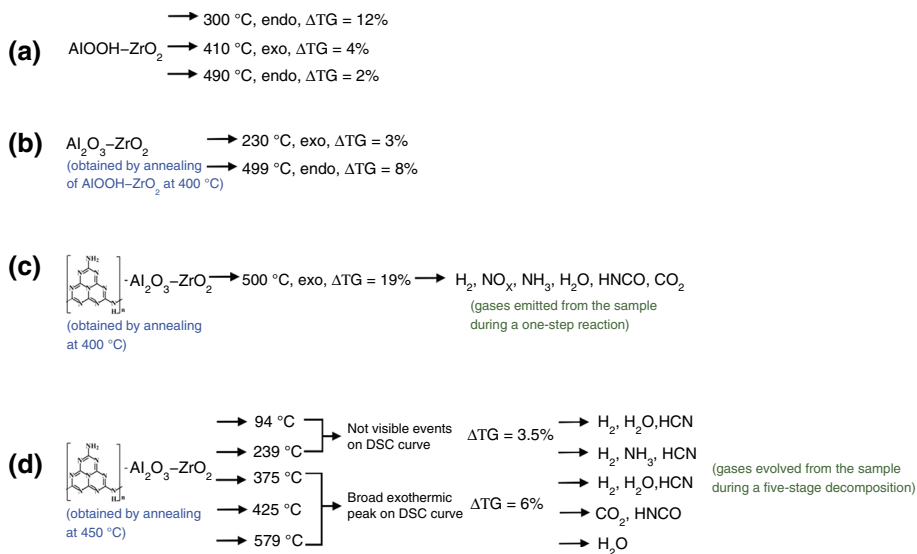 (a)
AlOOH–ZrO₂
300 °C, endo, ΔTG = 12%
410 °C, exo, ΔTG = 4%
490 °C, endo, ΔTG = 2%
(b)
Al₂O₃–ZrO₂
(obtained by annealing
of AlOOH–ZrO₂ at 400 °C)
230 °C, exo, ΔTG = 3%
499 °C, endo, ΔTG = 8%
(c)
NH₂
N N
N N N
N N N N
H n
-Al₂O₃–ZrO₂
(obtained by annealing
at 400 °C)
500 °C, exo, ΔTG = 19%
H₂, NOₓ, NH₃, H₂O, HNCO, CO₂
(gases emitted from the sample
during a one-step reaction)
(d)
NH₂
N N
N N N
N N N N
H n
-Al₂O₃–ZrO₂
(obtained by annealing
at 450 °C)
94 °C
239 °C
375 °C
425 °C
579 °C
Not visible events
on DSC curve
Broad exothermic
peak on DSC curve
ΔTG = 3.5%
ΔTG = 6%
H₂, H₂O,HCN
H₂, NH₃, HCN
H₂, H₂O,HCN
CO₂, HNCO
H₂O
(gases evolved from the sample
during a five-stage decomposition)